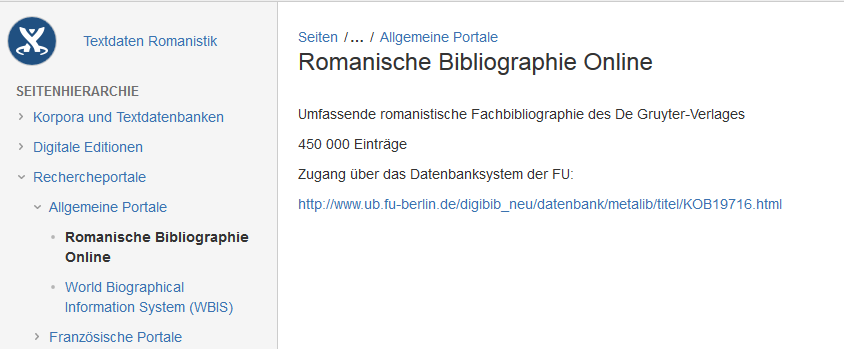 Textdaten Romanistik
SEITENHIERARCHIE
Korpora und Textdatenbanken
Digitale Editionen
Rechercheportale
Allgemeine Portale
Romanische Bibliographie
Online
World Biographical
Information System (WBIS)
Französische Portale
Seiten /... / Allgemeine Portale
Romanische Bibliographie Online
Umfassende romanistische Fachbibliographie des De Gruyter-Verlages
450 000 Einträge
Zugang über das Datenbanksystem der FU:
http://www.ub.fu-berlin.de/digibib_neu/datenbank/metalib/titel/KOB19716.html